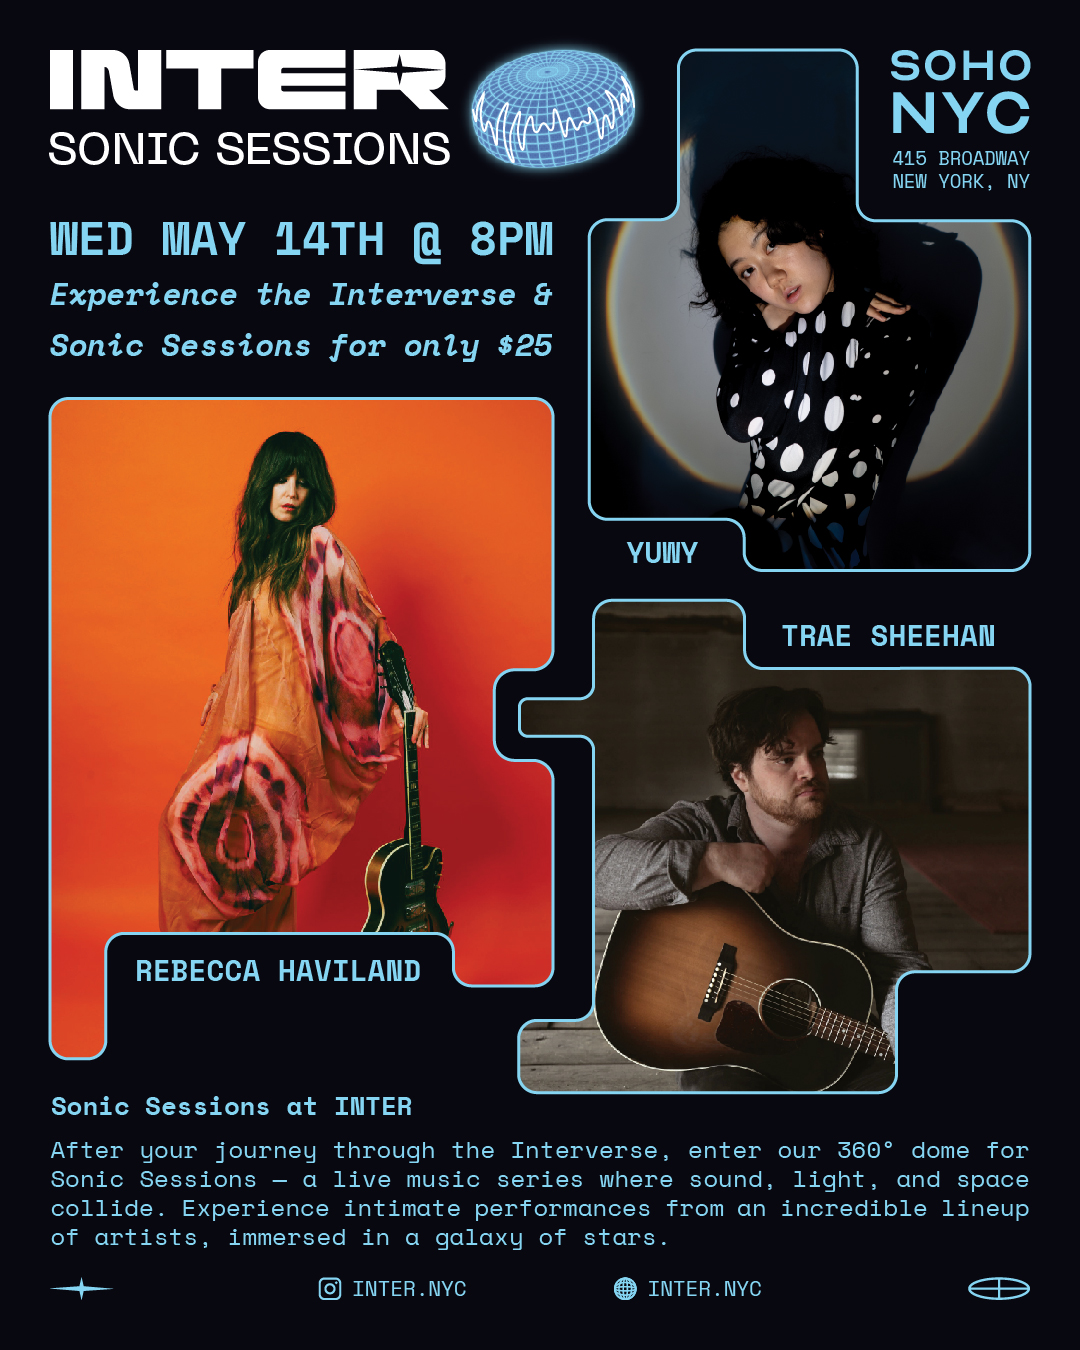 INTER
SONIC SESSIONS
SOHO
NYC
415 BROADWAY
NEW YORK, NY
WED MAY 14TH @ 8PM
Experience the Interverse &
Sonic Sessions for only $25
YUWY
TRAE SHEEHAN
REBECCA HAVILAND
Sonic Sessions at INTER
After your journey through the Interverse, enter our 360° dome for
Sonic Sessions — a live music series where sound, light, and space
collide. Experience intimate performances from an incredible lineup
of artists, immersed in a galaxy of stars.
INTER.NYC
INTER.NYC